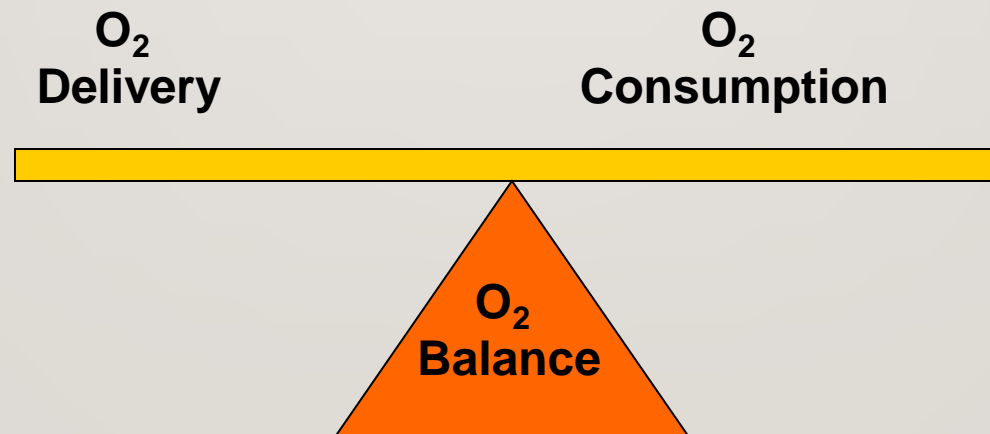 O₂
Delivery
O₂
Consumption
O₂
Balance